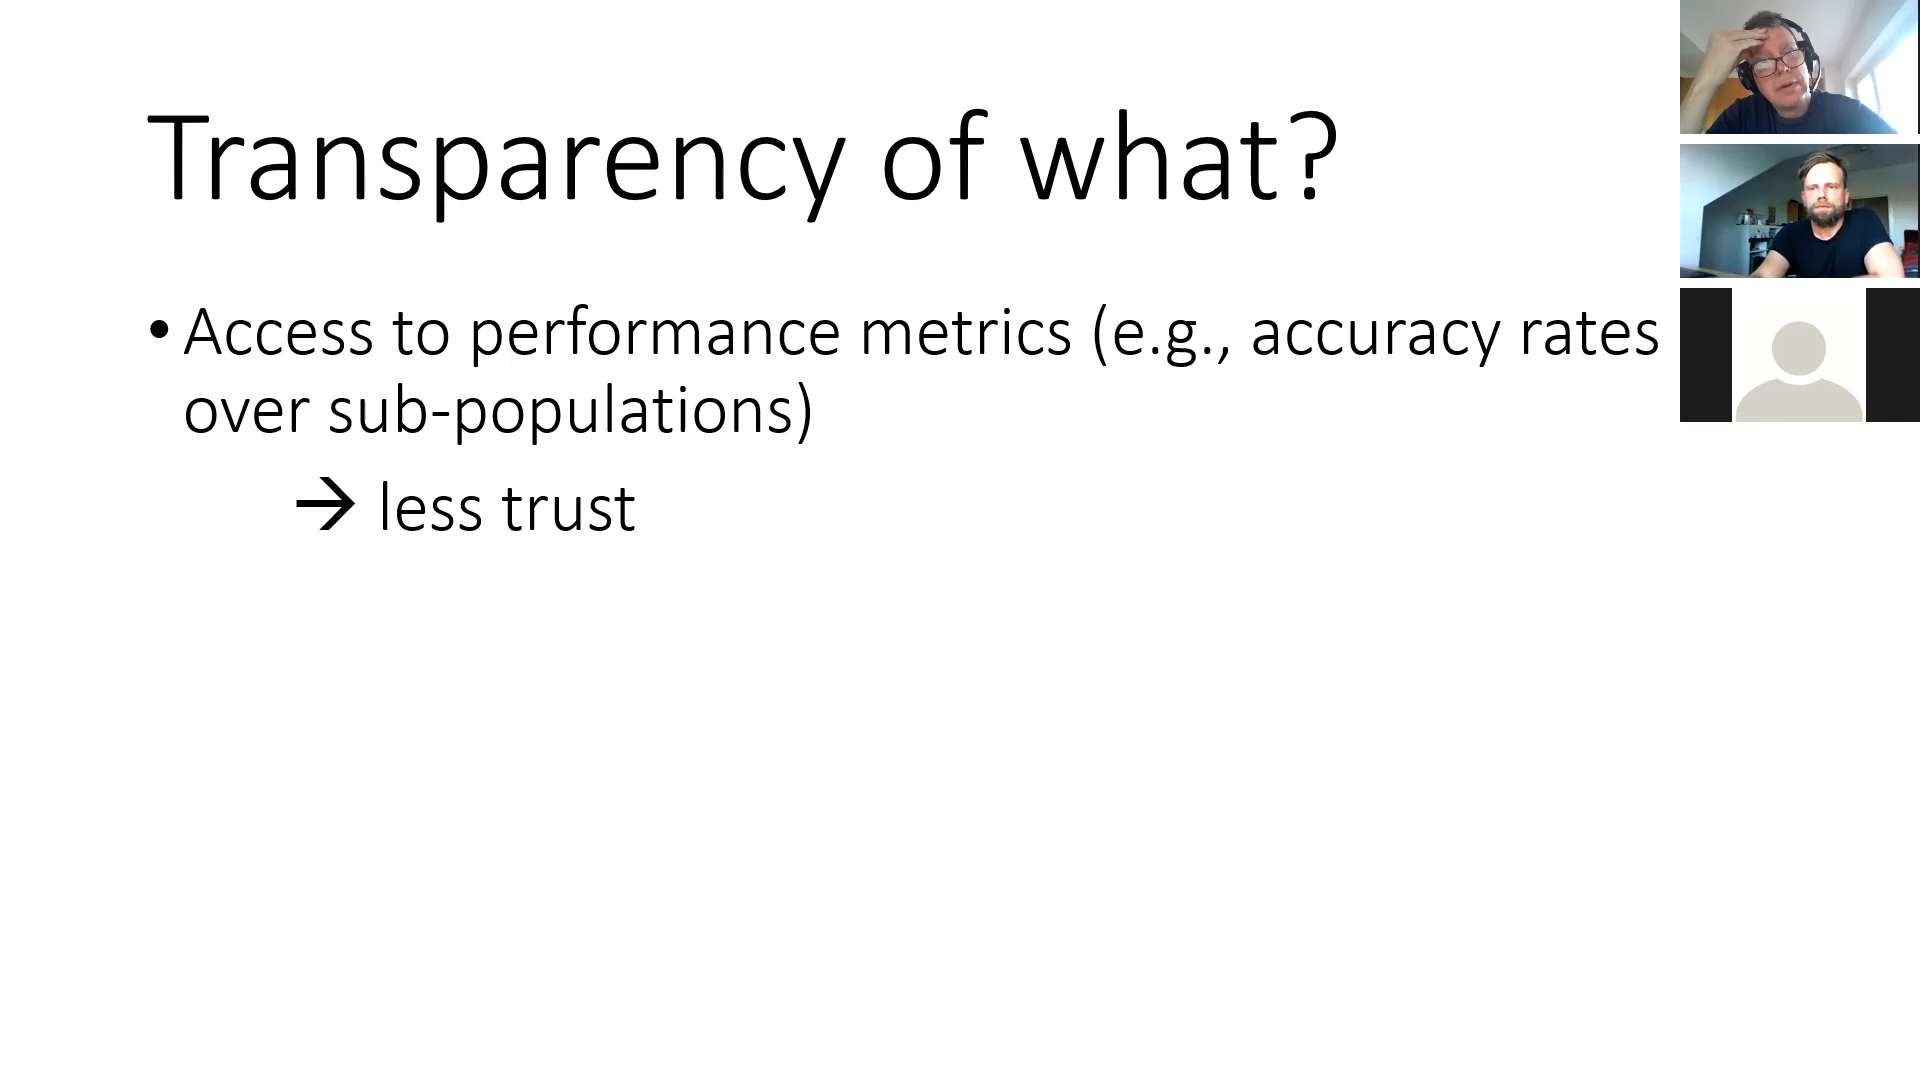 Transparency of what?
• Access to performance metrics (e.g., accuracy rates
over sub-populations)
→ less trust